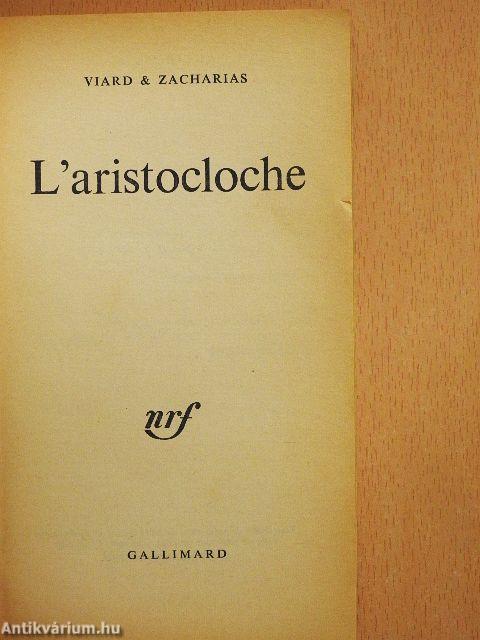 VIARD & ZACHARIAS
L'aristocloche
nrf
GALLIMARD
Antikvárium.hu